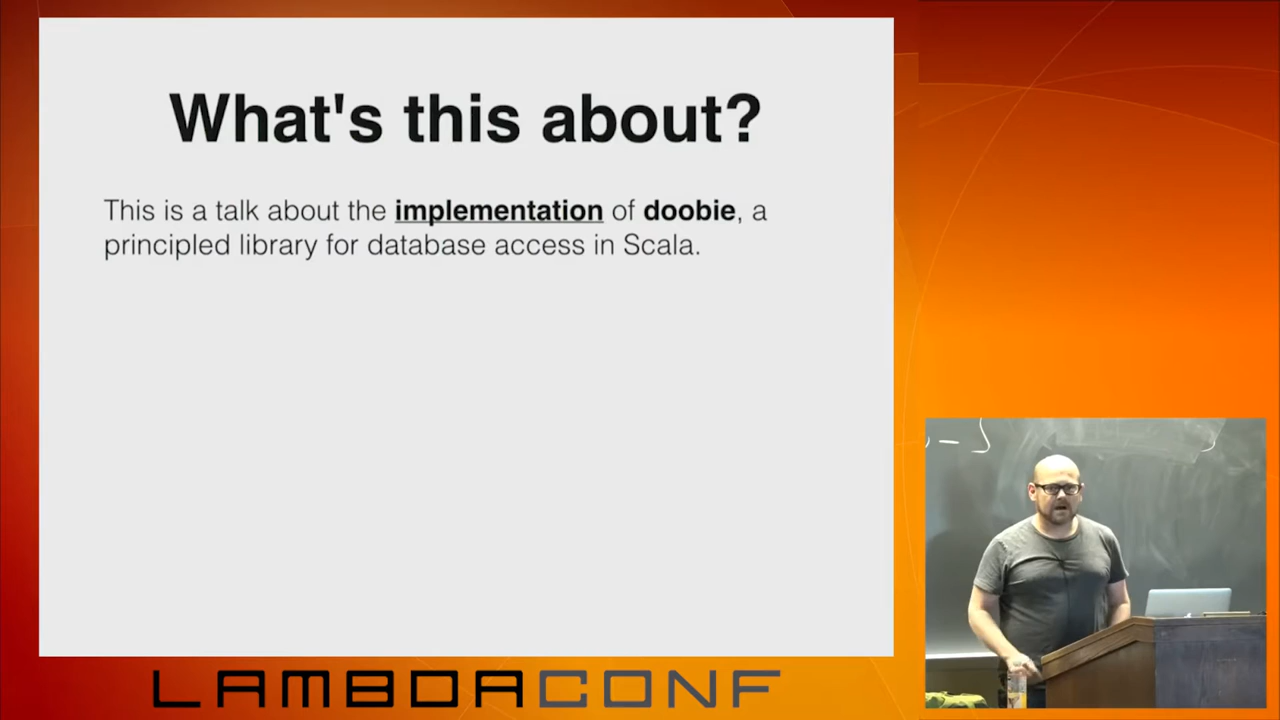 What's this about?
This is a talk about the implementation of doobie, a
principled library for database access in Scala.
LAMBDACONF